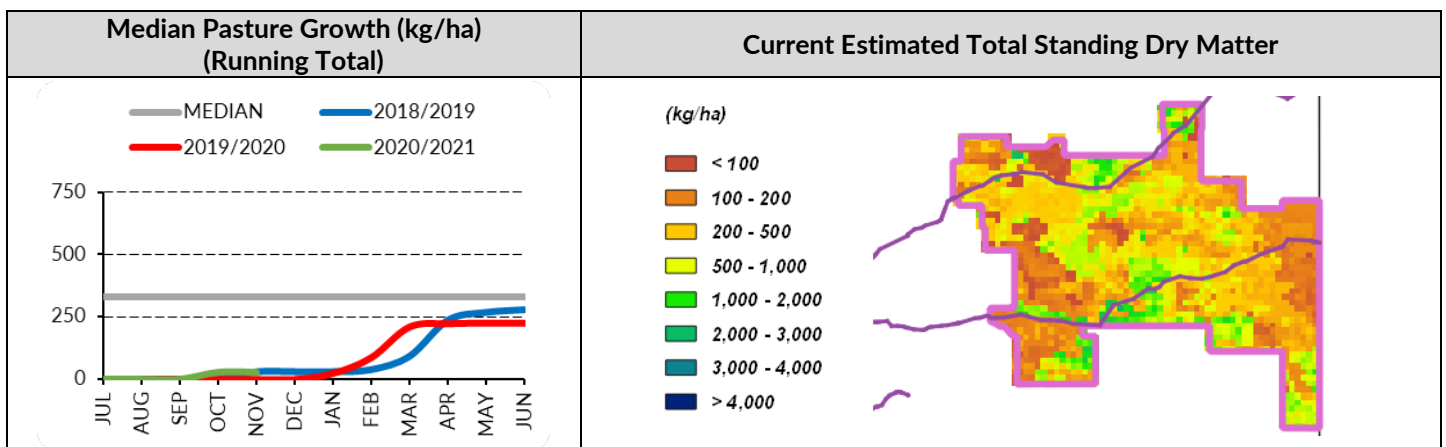 Median Pasture Growth (kg/ha)
(Running Total)
Current Estimated Total Standing Dry Matter
MEDIAN
2018/2019
2019/2020
2020/2021
750
500
250
0
JUL
AUG
SEP
OCT
NOV
DEC
JAN
FEB
MAR
APR
MAY
JUN
(kg/ha)
< 100
100 - 200
200 - 500
500 - 1,000
1,000 - 2,000
2,000 - 3,000
3,000 - 4,000
> 4,000